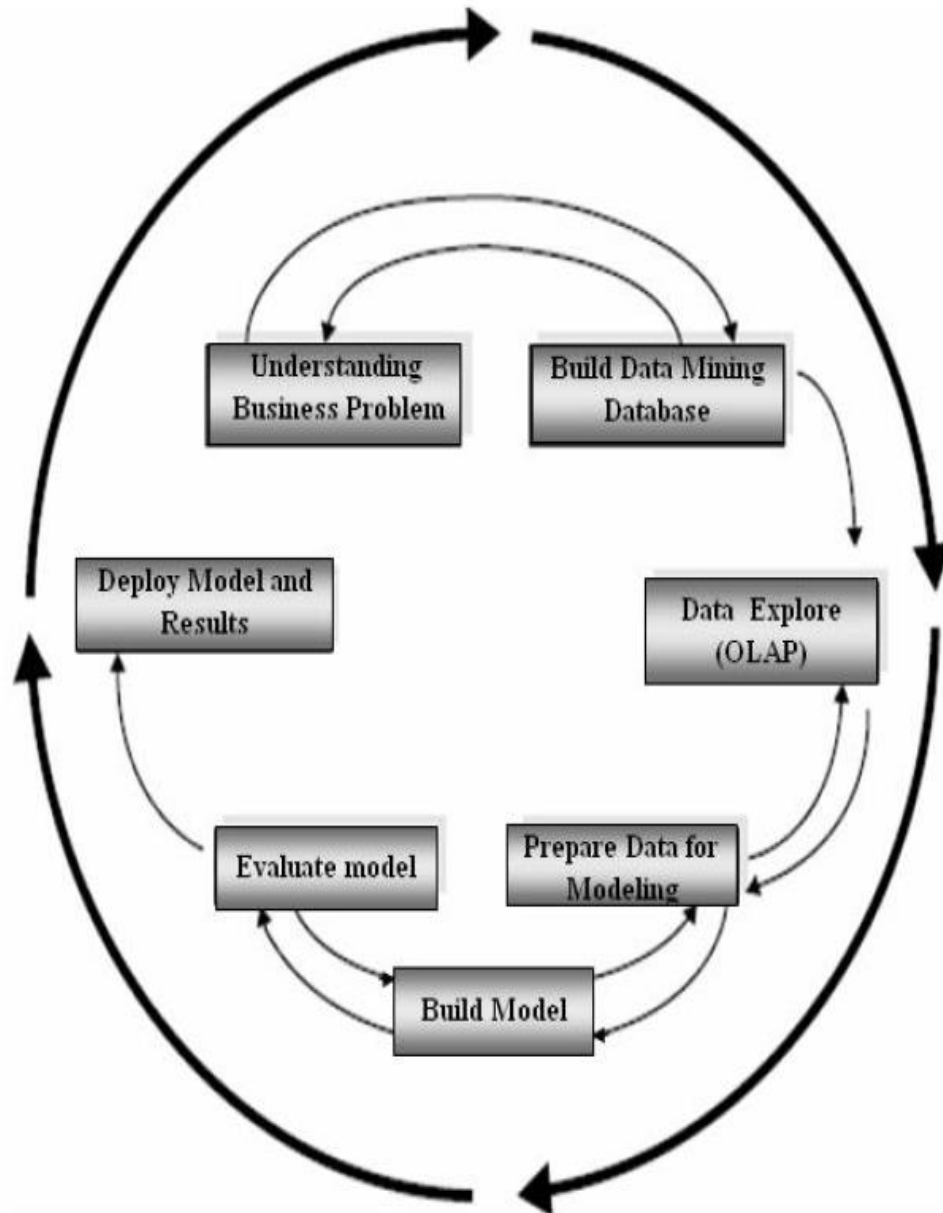 Understanding
Business Problem
Build Data Mining
Database
Deploy Model and
Results
Data Explore
(OLAP)
Evaluate model
Prepare Data for
Modeling
Build Model